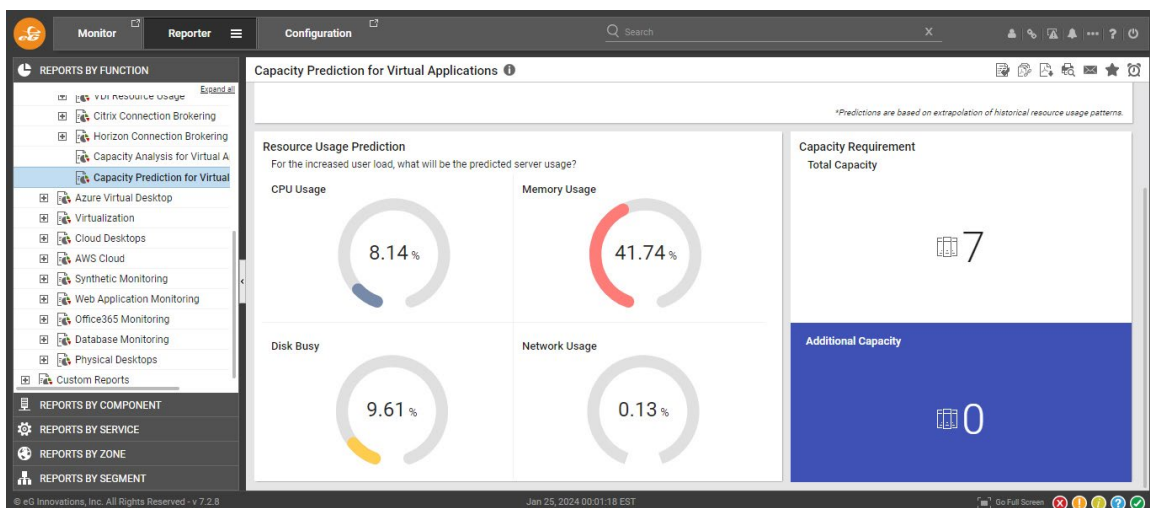 eG
Monitor
Reporter
Configuration
Search
X
?
REPORTS BY FUNCTION
Capacity Prediction for Virtual Applications
Expand all
VDI Resource Usage
Citrix Connection Brokering
Horizon Connection Brokering
Capacity Analysis for Virtual A
Capacity Prediction for Virtual
Azure Virtual Desktop
Virtualization
Cloud Desktops
AWS Cloud
Synthetic Monitoring
Web Application Monitoring
Office365 Monitoring
Database Monitoring
Physical Desktops
Custom Reports
REPORTS BY COMPONENT
REPORTS BY SERVICE
REPORTS BY ZONE
REPORTS BY SEGMENT
*Predictions are based on extrapolation of historical resource usage patterns.
Resource Usage Prediction
For the increased user load, what will be the predicted server usage?
CPU Usage
8.14 %
Memory Usage
41.74 %
Disk Busy
9.61 %
Network Usage
0.13 %
Capacity Requirement
Total Capacity
7
Additional Capacity
0
© eG Innovations, Inc. All Rights Reserved - v 7.2.8
Jan 25, 2024 00:01:18 EST
Go Full Screen